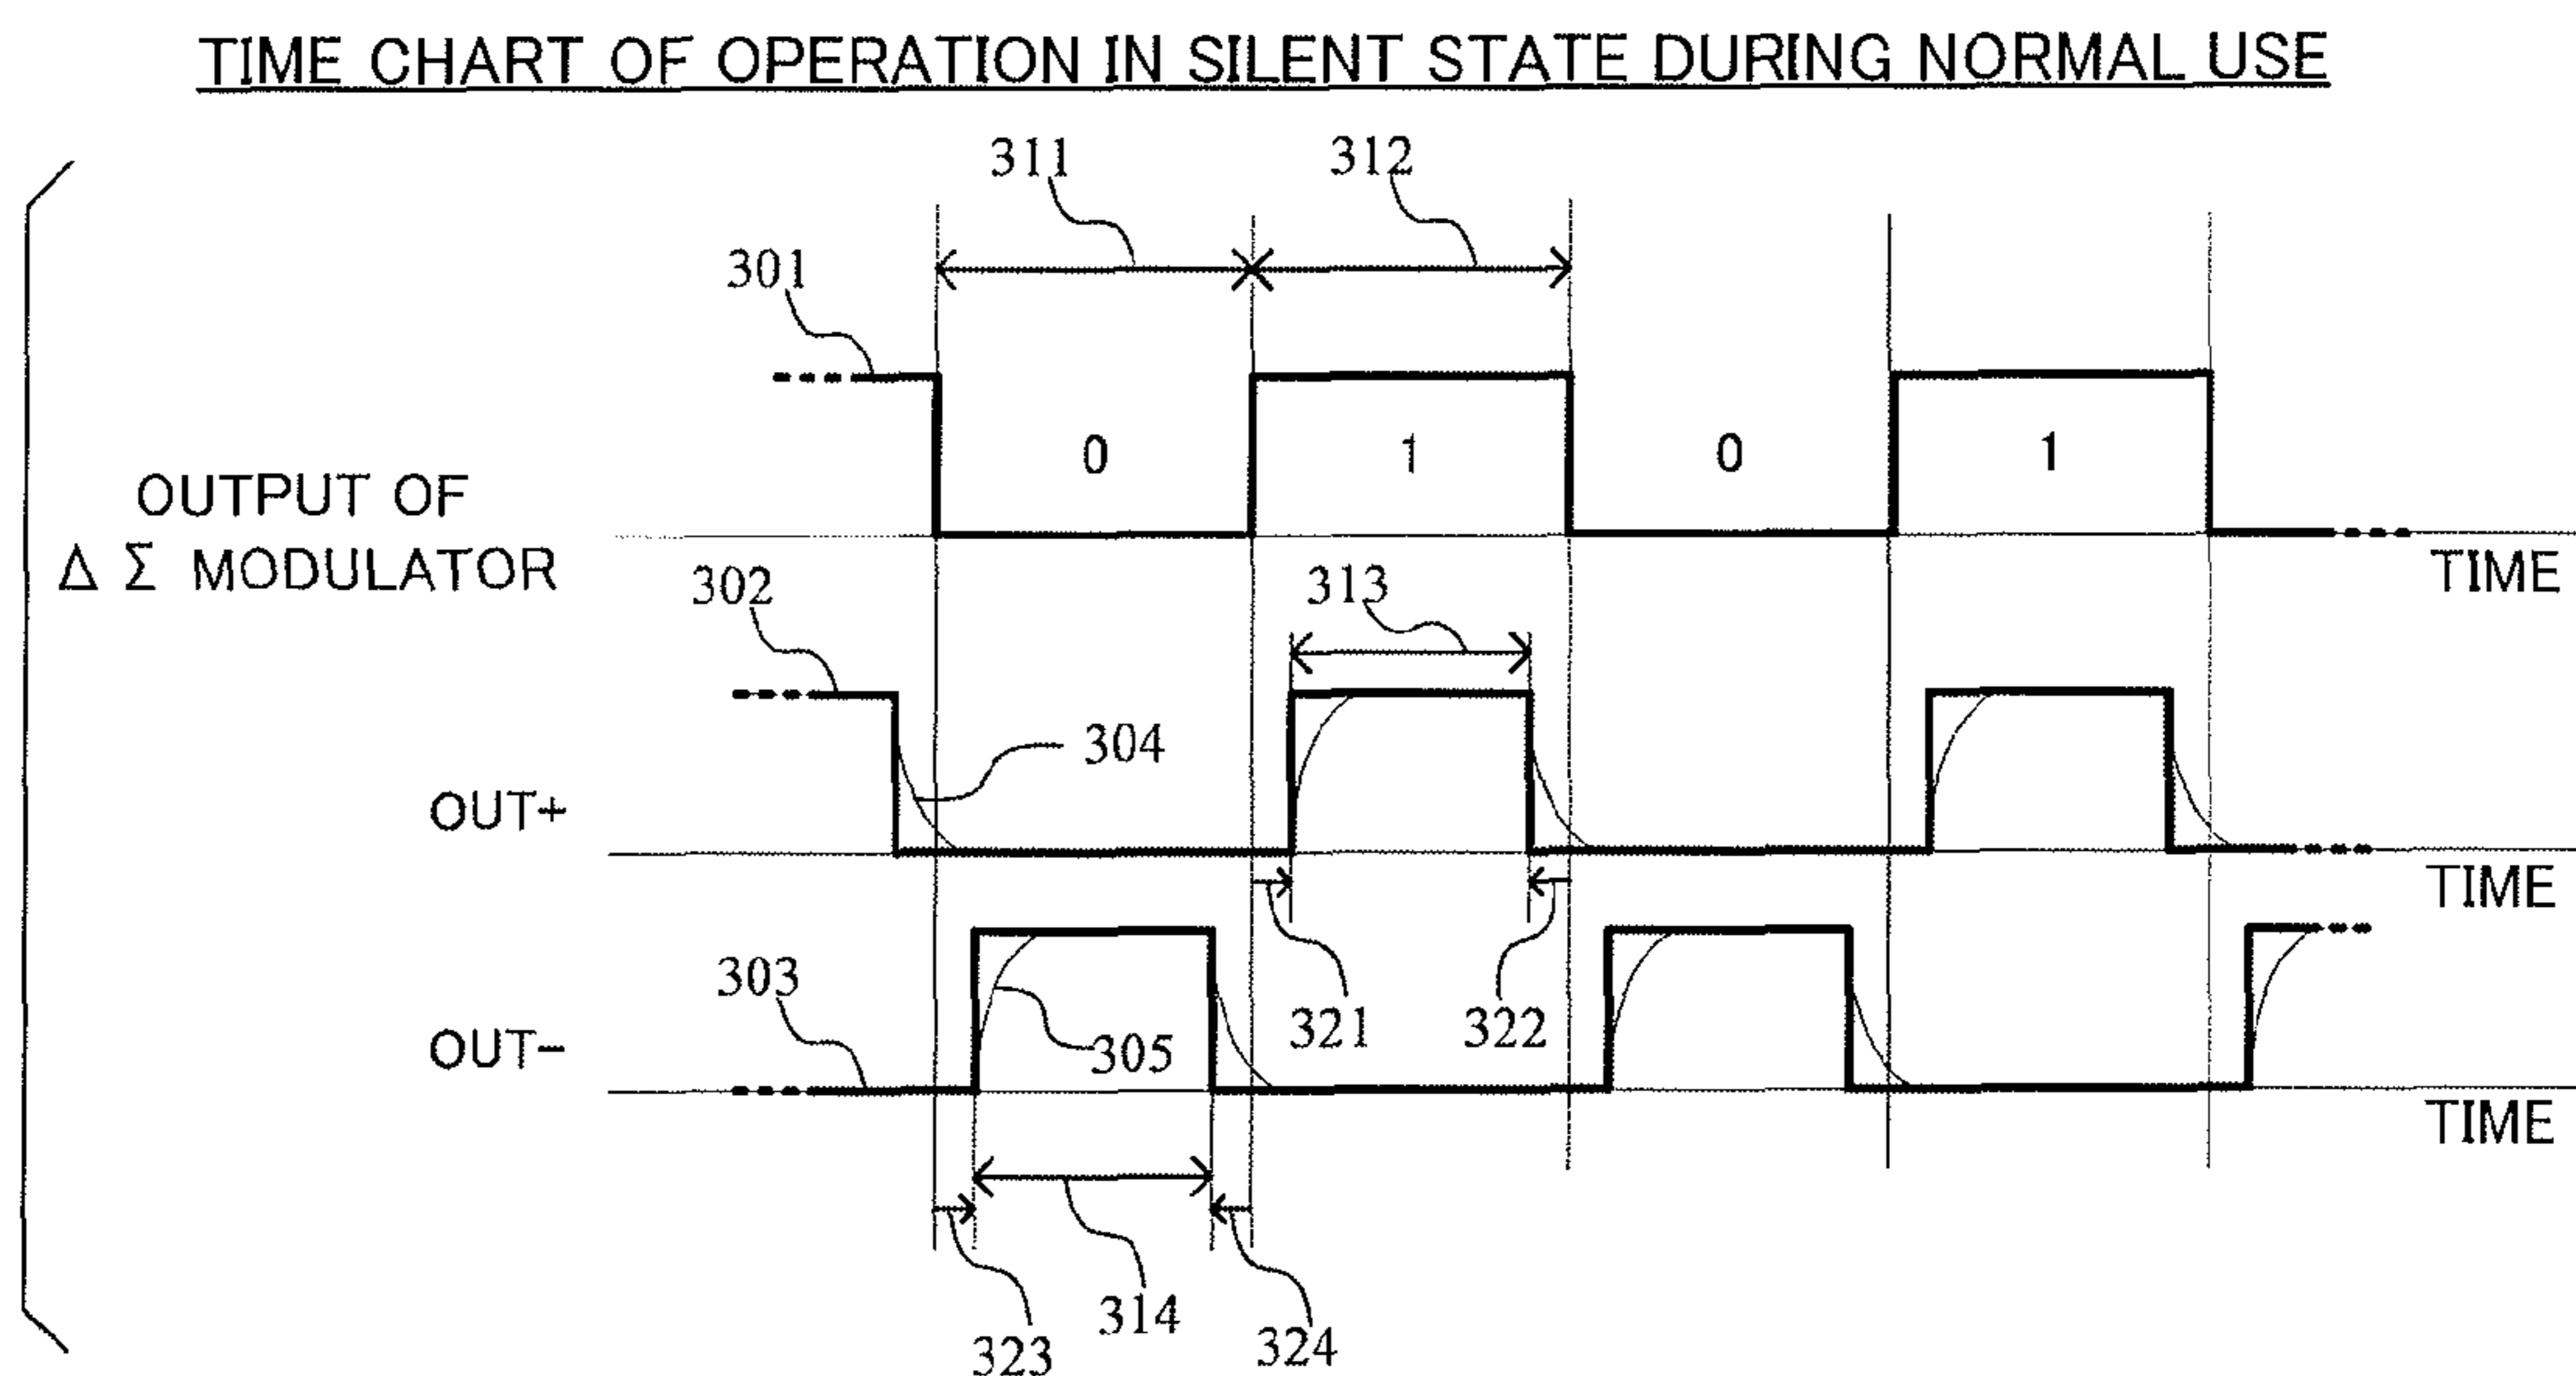 TIME CHART OF OPERATION IN SILENT STATE DURING NORMAL USE
311
312
301
0
1
0
1
OUTPUT OF
Δ Σ MODULATOR
TIME
302
313
304
OUT+
TIME
303
305
321
322
OUT−
TIME
323
314
324